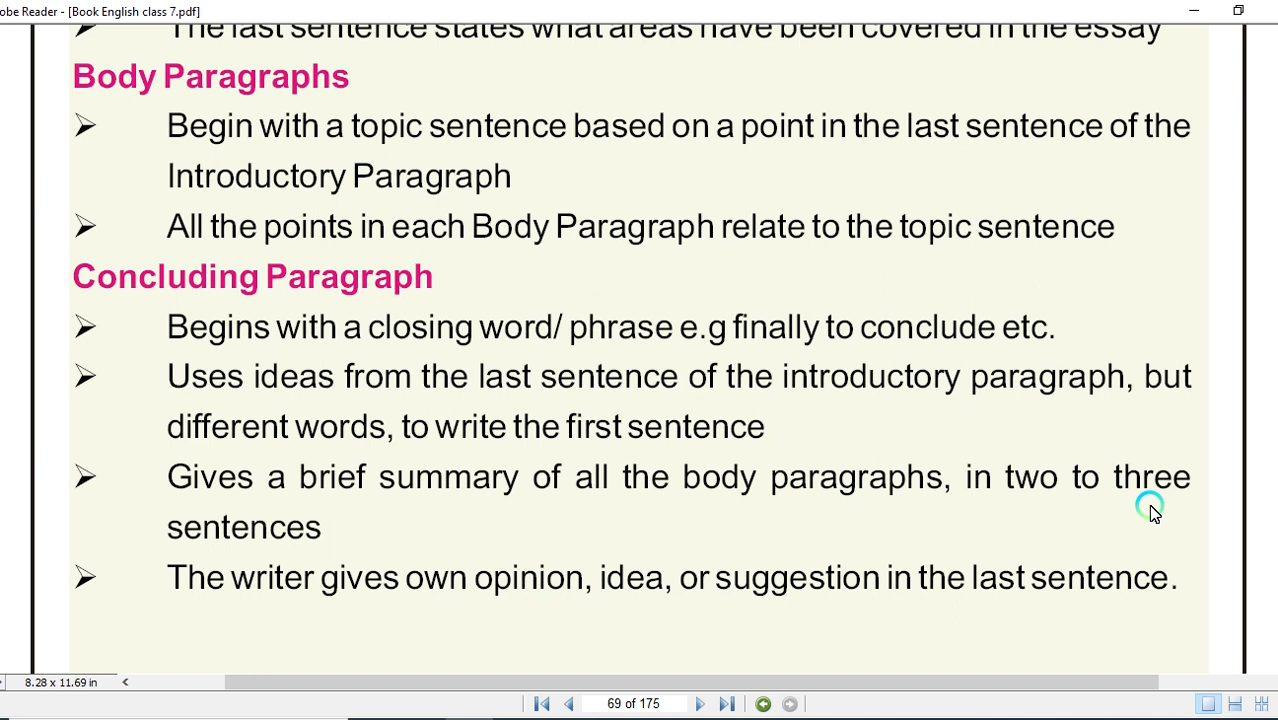 obe Reader - [Book English class 7.pdf]
The last sentence states what areas have been covered in the essay
Body Paragraphs
➢ Begin with a topic sentence based on a point in the last sentence of the
Introductory Paragraph
➢ All the points in each Body Paragraph relate to the topic sentence
Concluding Paragraph
➢ Begins with a closing word/ phrase e.g finally to conclude etc.
➢ Uses ideas from the last sentence of the introductory paragraph, but
different words, to write the first sentence
➢ Gives a brief summary of all the body paragraphs, in two to three
sentences
➢ The writer gives own opinion, idea, or suggestion in the last sentence.
8.28 x 11.69 in
69 of 175